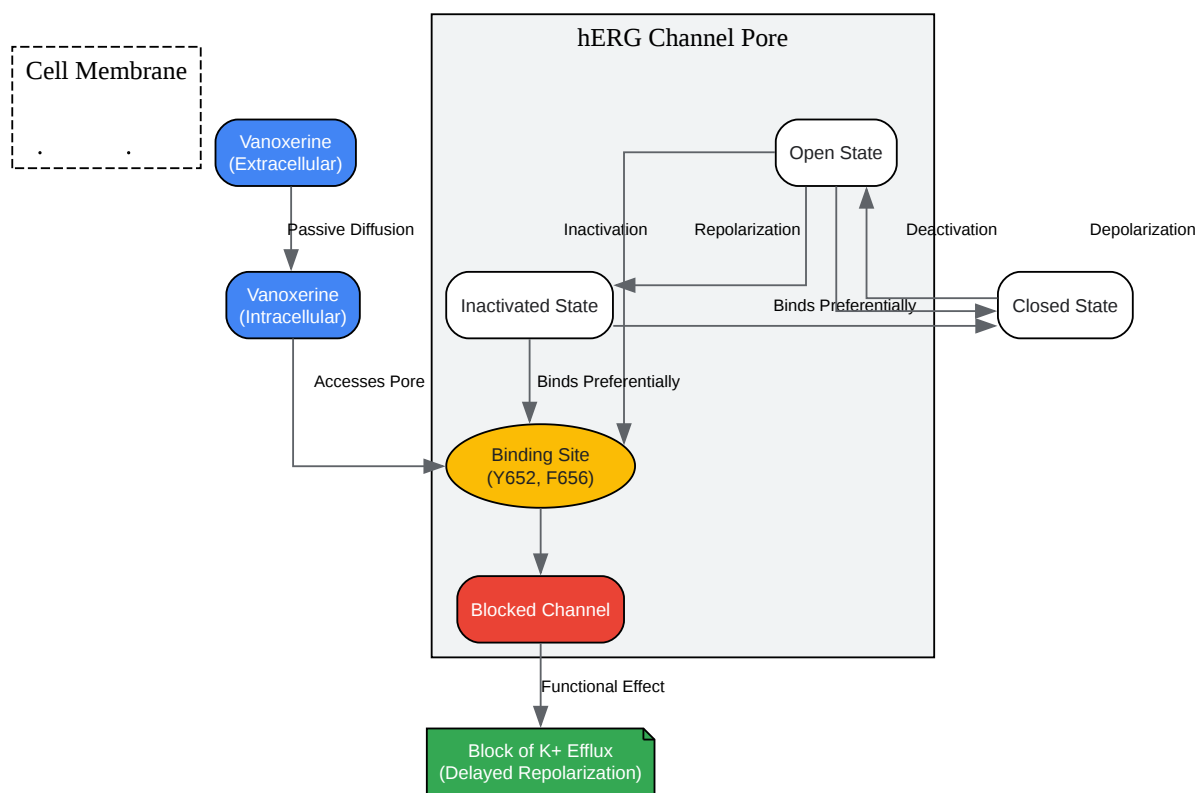 hERG Channel Pore
Cell Membrane
.
.
Vanoxerine
(Extracellular)
Open State
Passive Diffusion
Inactivation
Repolarization
Deactivation
Depolarization
Vanoxerine
(Intracellular)
Inactivated State
Binds Preferentially
Closed State
Accesses Pore
Binds Preferentially
Binding Site
(Y652, F656)
Blocked Channel
Functional Effect
Block of K+ Efflux
(Delayed Repolarization)